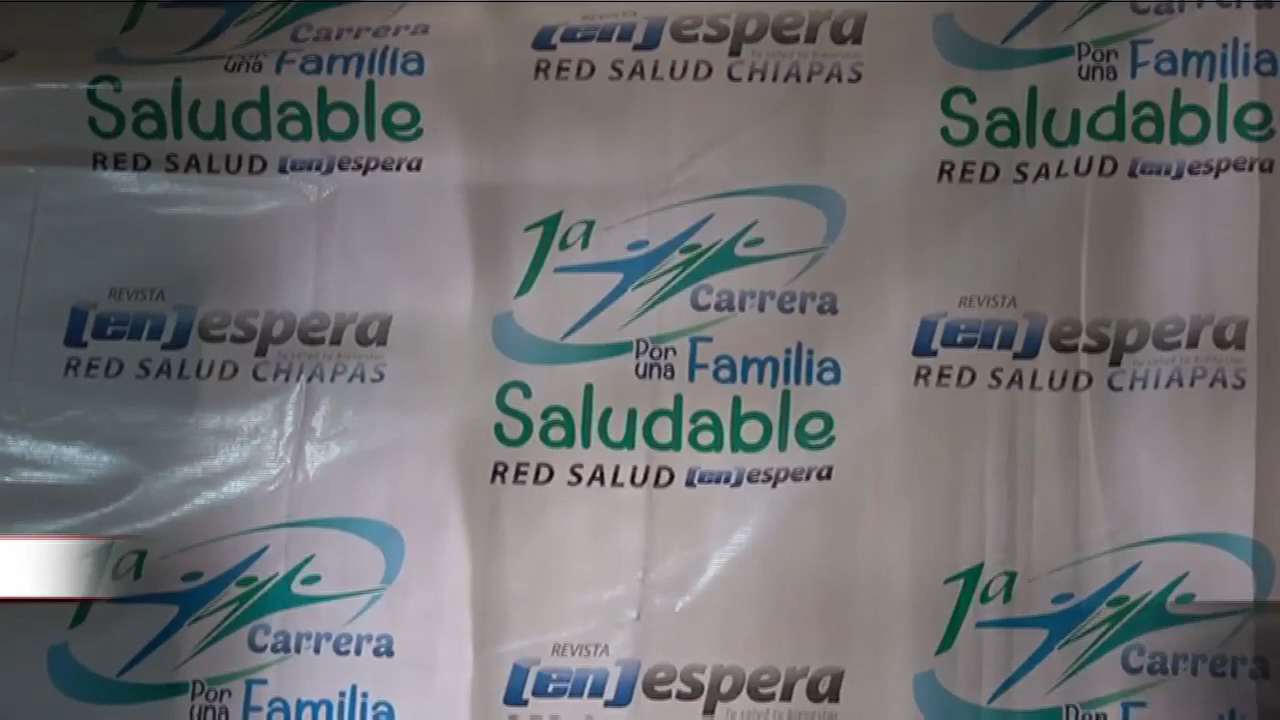 Carrera
Por una Familia
Saludable
RED SALUD [en]espera
[en]espera
RED SALUD CHIAPAS
Carrera
Por una Familia
Saludable
RED SALUD [en]espera
REVISTA
[en]espera
RED SALUD CHIAPAS
1a
Carrera
Por una Familia
Saludable
RED SALUD [en]espera
REVISTA
[en]espera
RED SALUD CHIAPAS
1a
Carrera
Por una Familia
REVISTA
[en]espera
1a
Carrera